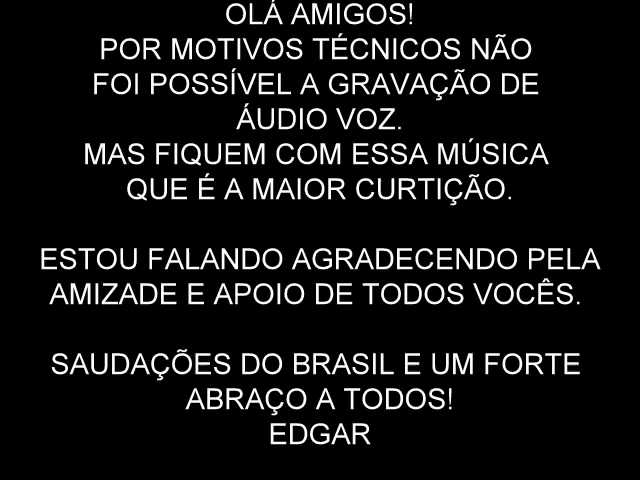 OLÁ AMIGOS!
POR MOTIVOS TÉCNICOS NÃO
FOI POSSÍVEL A GRAVAÇÃO DE
ÁUDIO VOZ.
MAS FIQUEM COM ESSA MÚSICA
QUE É A MAIOR CURTIÇÃO.
ESTOU FALANDO AGRADECENDO PELA
AMIZADE E APOIO DE TODOS VOCÊS.
SAUDAÇÕES DO BRASIL E UM FORTE
ABRAÇO A TODOS!
EDGAR